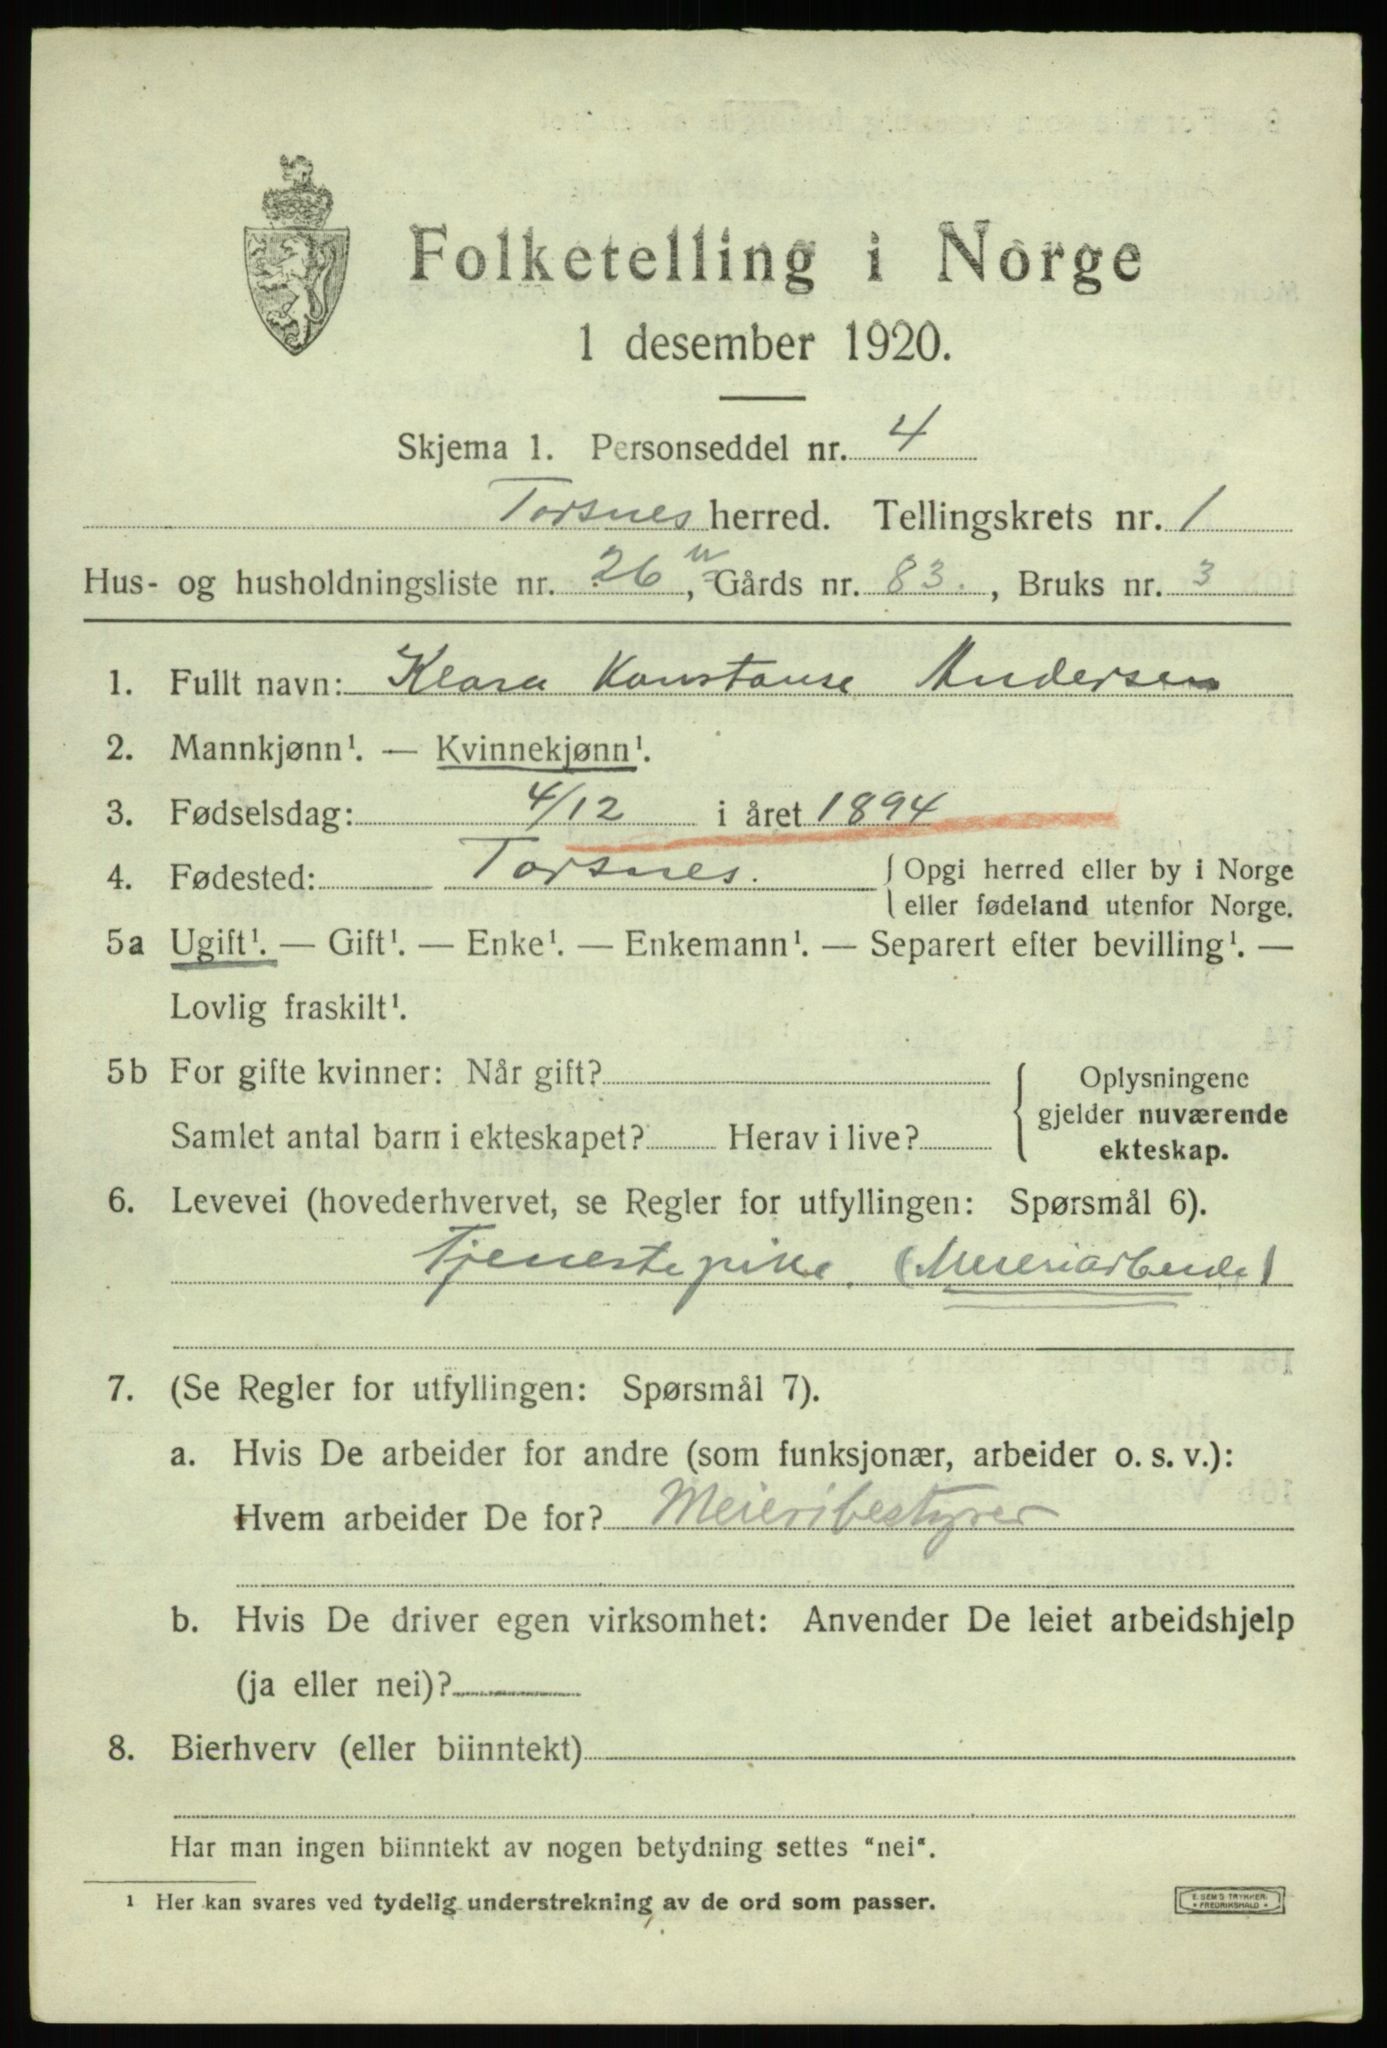 Folketelling i Norge
1 desember 1920.
Skjema 1. Personseddel nr. 4
Torsnes herred. Tellingskrets nr. 1
Hus- og husholdningsliste nr. 26, Gårds nr. 83., Bruks nr. 3
1. Fullt navn: Klara Konstanse Andersen
2. Mannkjønn¹. — Kvinnekjønn¹.
3. Fødselsdag: 4/12 i året 1894
4. Fødested: Torsnes. Opgi herred eller by i Norge
eller fødeland utenfor Norge.
5a Ugift¹. — Gift¹. — Enke¹. — Enkemann¹. — Separert efter bevilling¹. —
Lovlig fraskilt¹.
5b For gifte kvinner: Når gift?
Samlet antal barn i ekteskapet? Herav i live?
Oplysningene
gjelder nuværende
ekteskap.
6. Levevei (hovederhvervet, se Regler for utfyllingen: Spørsmål 6).
Tjenestepike. (Meieriarbeide)
7. (Se Regler for utfyllingen: Spørsmål 7).
a. Hvis De arbeider for andre (som funksjonær, arbeider o. s. v.):
Hvem arbeider De for? Meieribestyrer
b. Hvis De driver egen virksomhet: Anvender De leiet arbeidshjelp
(ja eller nei)?
8. Bierhverv (eller biinntekt)
Har man ingen biinntekt av nogen betydning settes "nei".
¹ Her kan svares ved tydelig understrekning av de ord som passer.
E. SEM'S TRYKKERI
* FREDRIKSHALD *